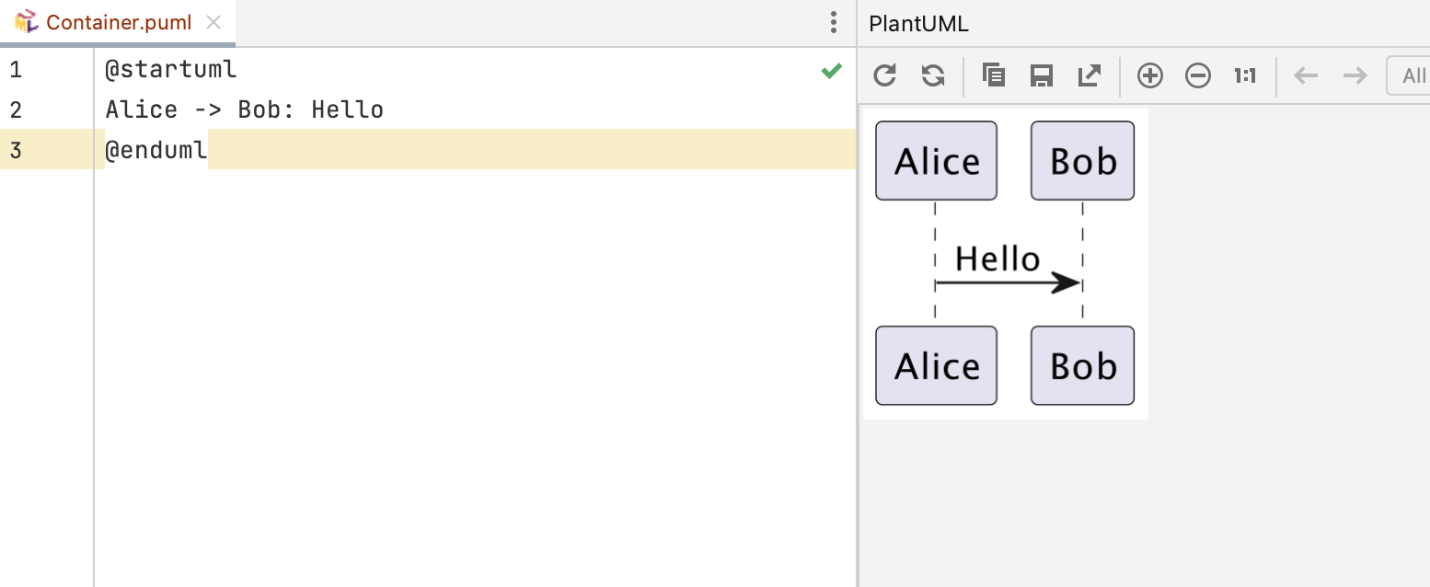 Container.puml
PlantUML
1 @startuml
2 Alice -> Bob: Hello
3 @enduml
1:1
All
Alice Bob
Hello
Alice Bob